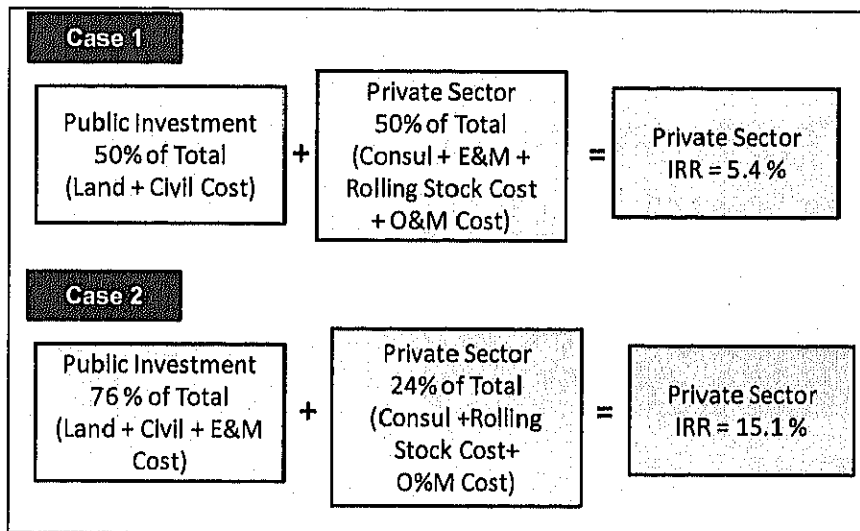 Case 1
Public Investment
50% of Total
(Land + Civil Cost)
+
Private Sector
50% of Total
(Consul + E&M +
Rolling Stock Cost
+ O&M Cost)
=
Private Sector
IRR = 5.4 %
Case 2
Public Investment
76 % of Total
(Land + Civil + E&M
Cost)
+
Private Sector
24% of Total
(Consul +Rolling
Stock Cost+
O%M Cost)
=
Private Sector
IRR = 15.1 %